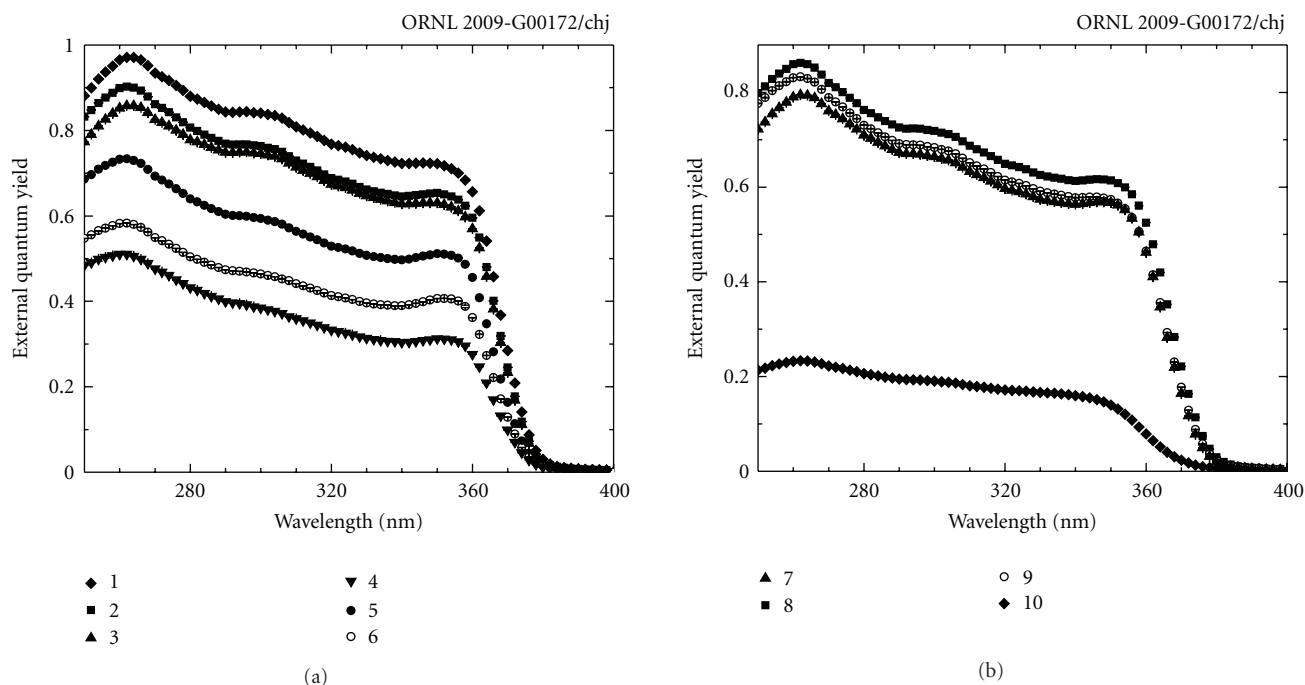 ORNL 2009-G00172/chj
1
0.8
0.6
0.4
0.2
0
External quantum yield
280 320 360 400
Wavelength (nm)
1 4
2 5
3 6
(a)
ORNL 2009-G00172/chj
0.8
0.6
0.4
0.2
0
External quantum yield
280 320 360 400
Wavelength (nm)
7 9
8 10
(b)